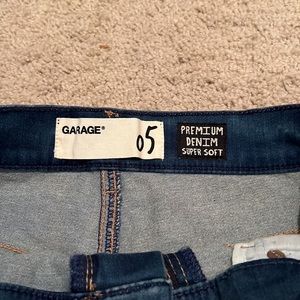 GARAGE®
05
PREMIUM
DENIM
SUPER SOFT